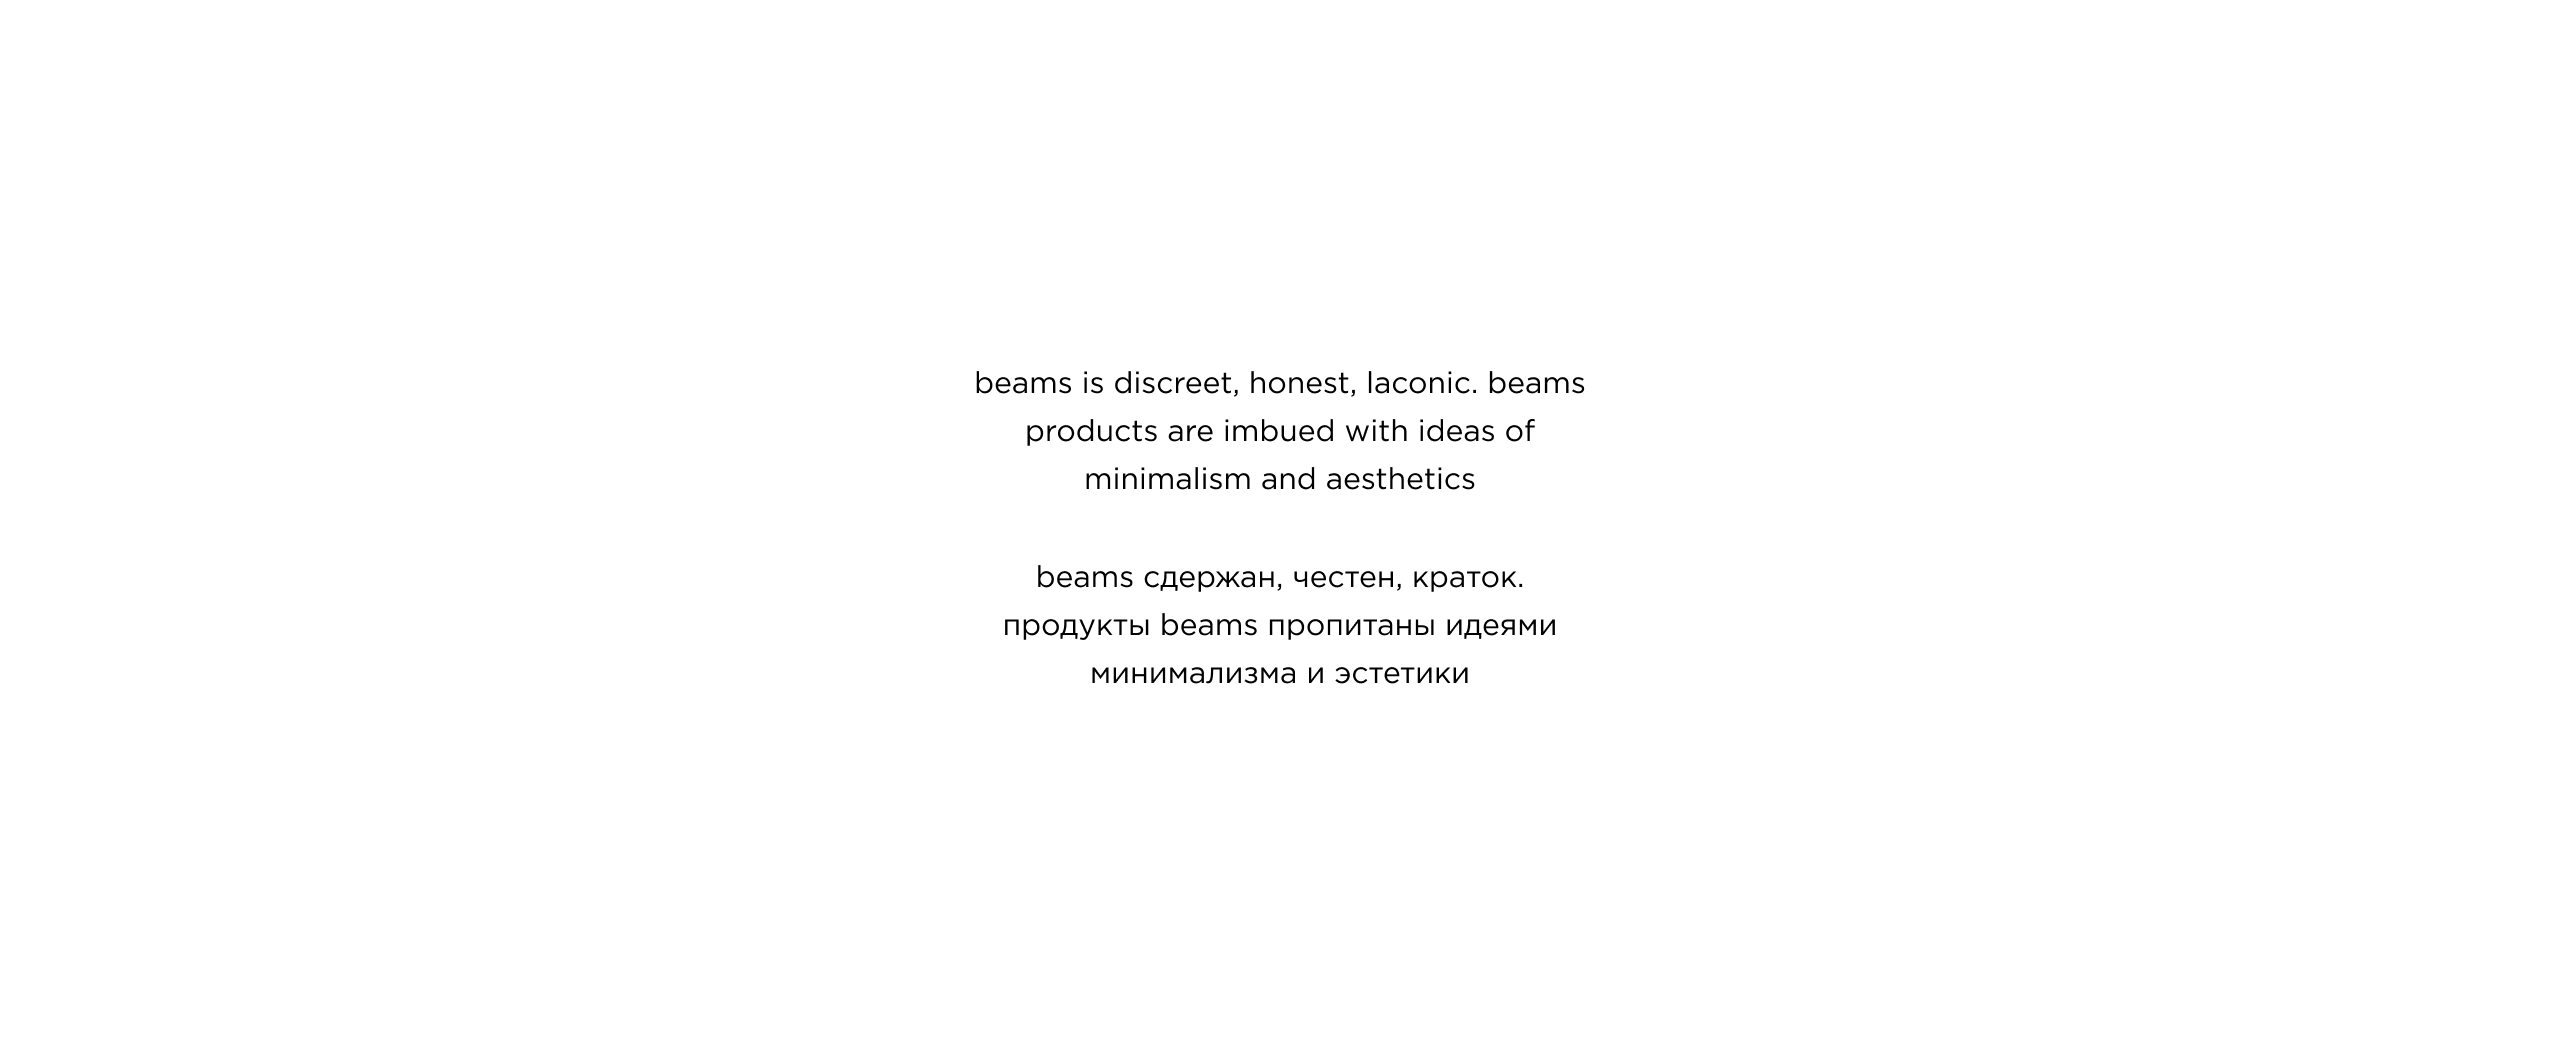 beams is discreet, honest, laconic. beams
products are imbued with ideas of
minimalism and aesthetics
beams сдержан, честен, краток.
продукты beams пропитаны идеями
минимализма и эстетики